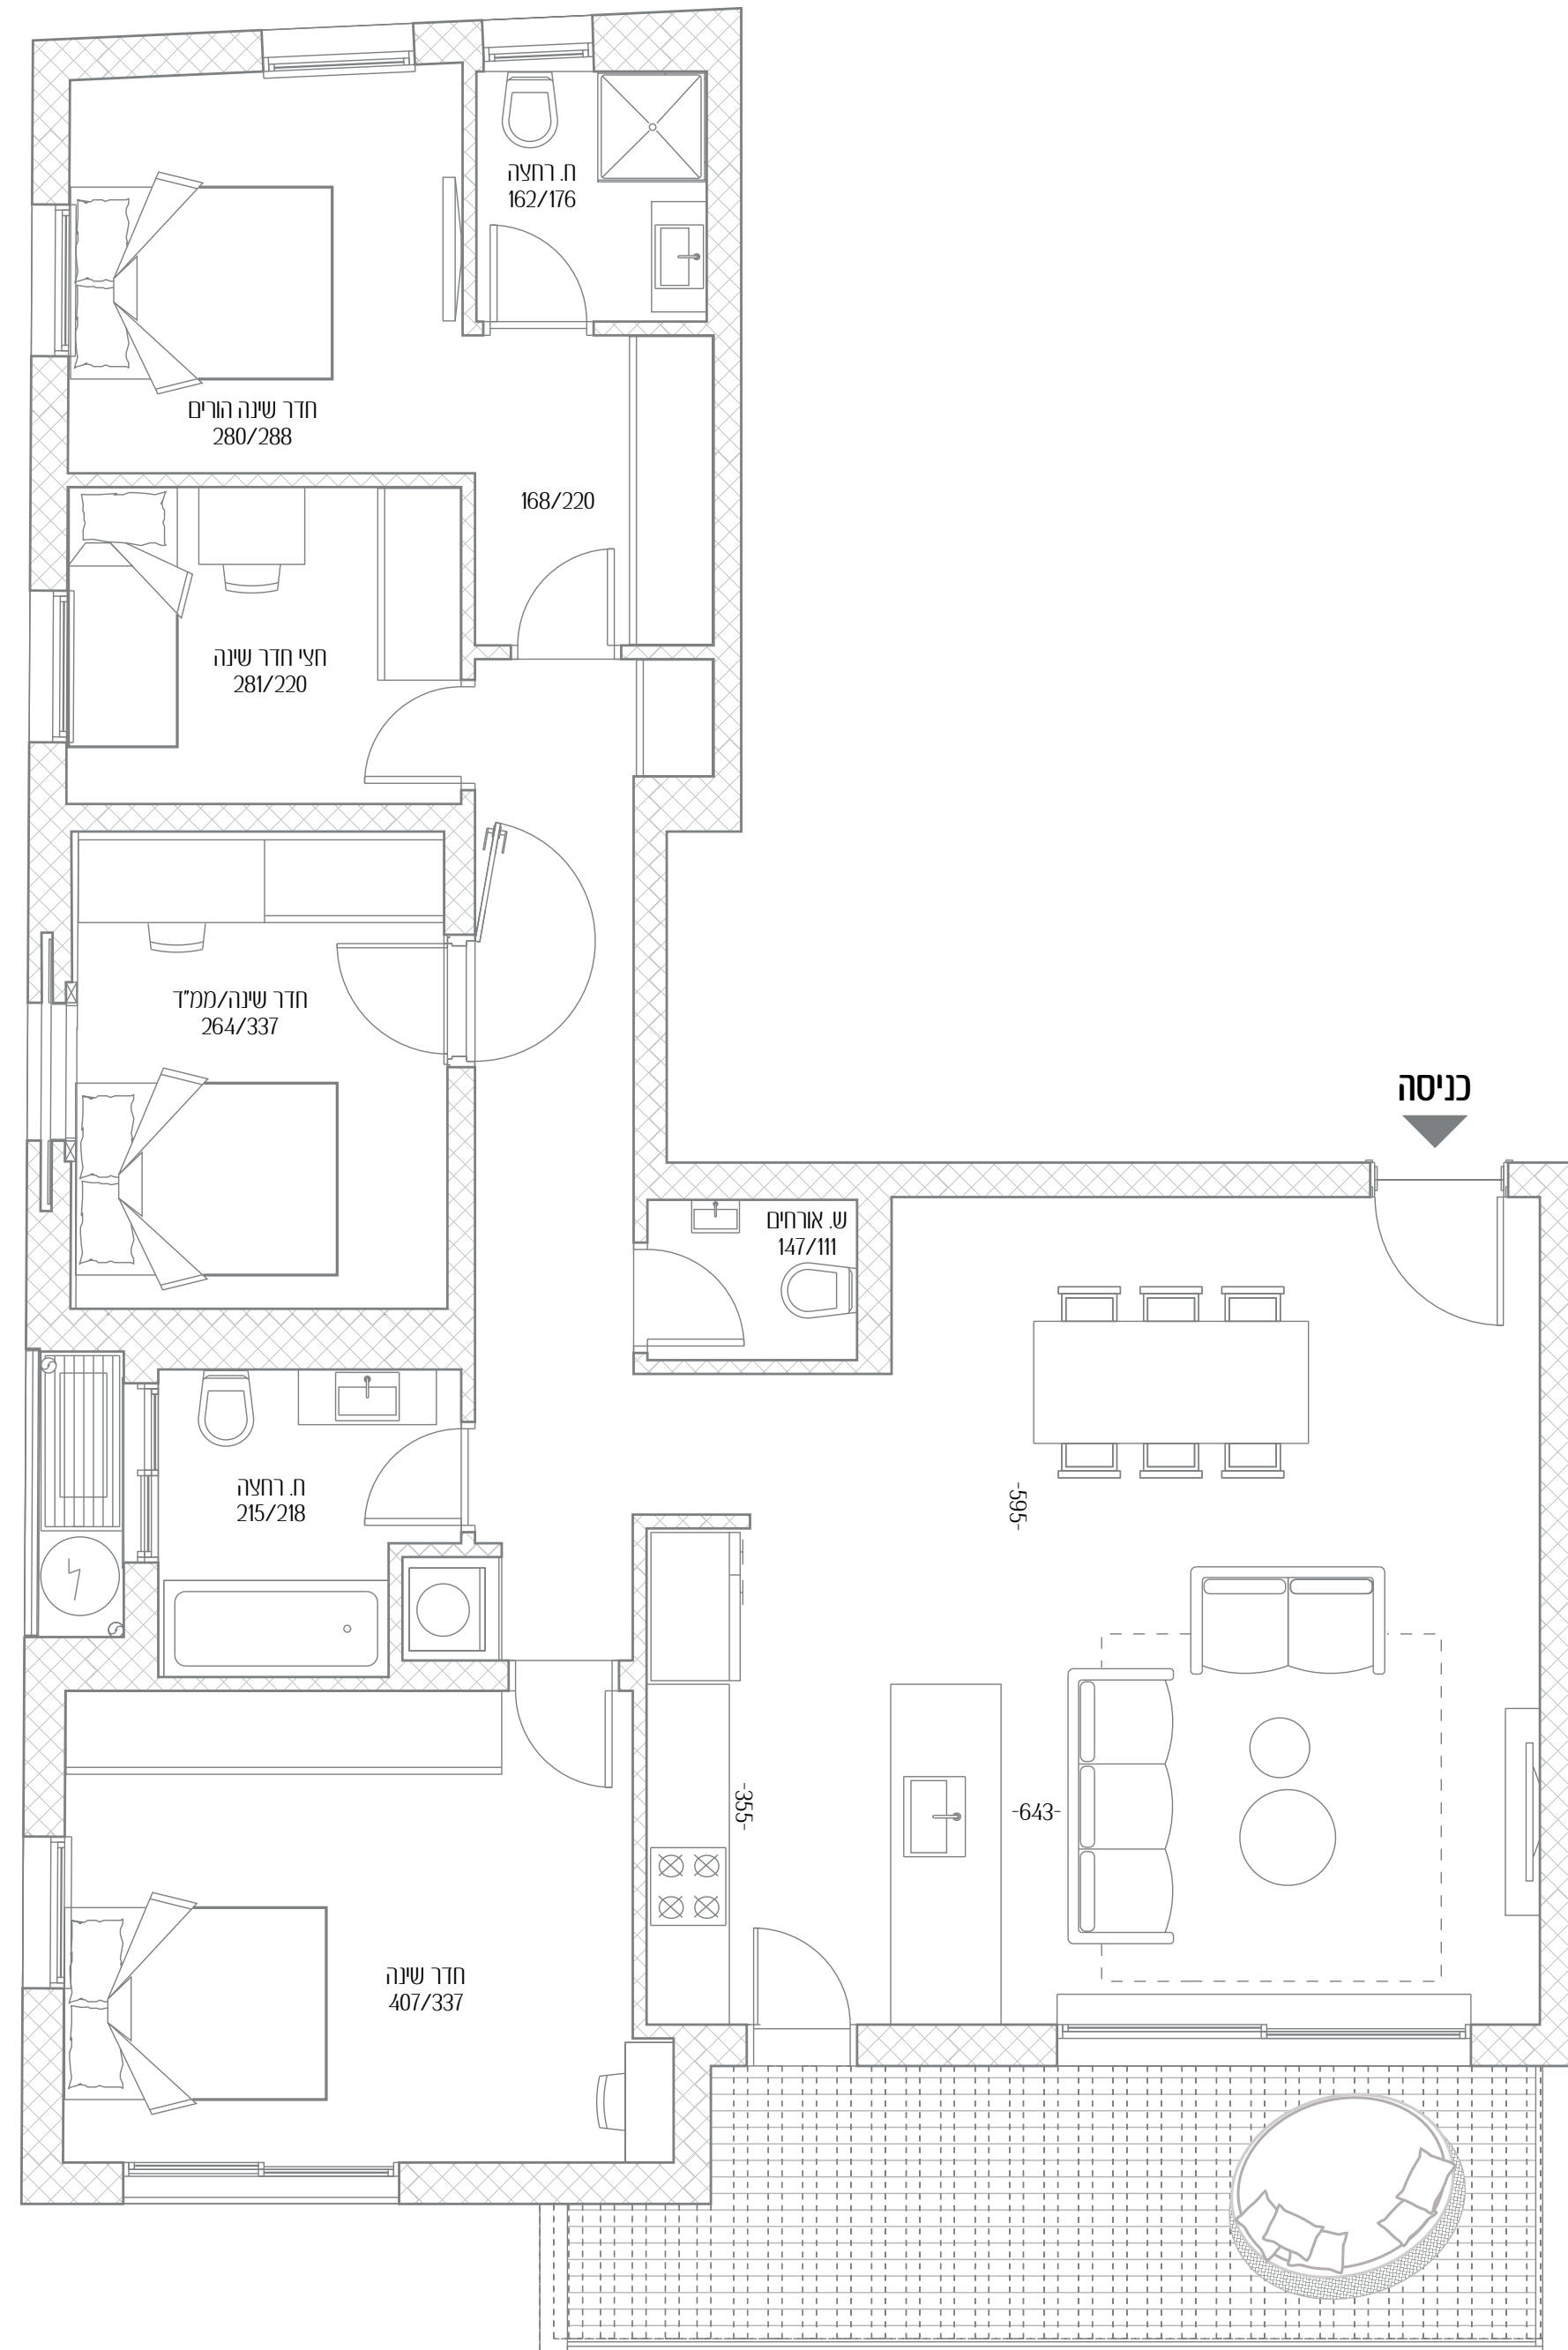 ח. רחצה
162/176
חדר שינה הורים
280/288
168/220
חצי חדר שינה
281/220
חדר שינה/ממ"ד
264/337
כניסה
ש. אורחים
147/111
ח. רחצה
215/218
-595-
-355-
-643-
חדר שינה
407/337